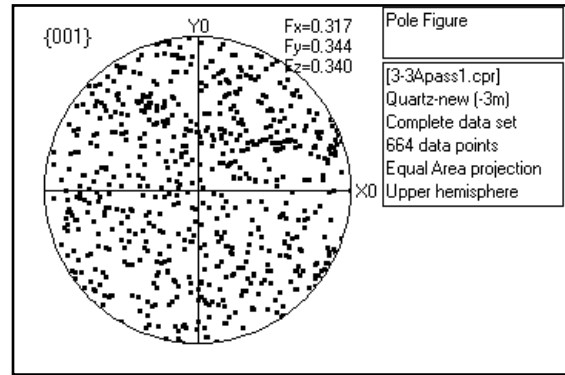 {001}
Y0
Fx=0.317
Fy=0.344
Fz=0.340
X0
Pole Figure
[3-3Apass1.cpr]
Quartz-new (-3m)
Complete data set
664 data points
Equal Area projection
Upper hemisphere